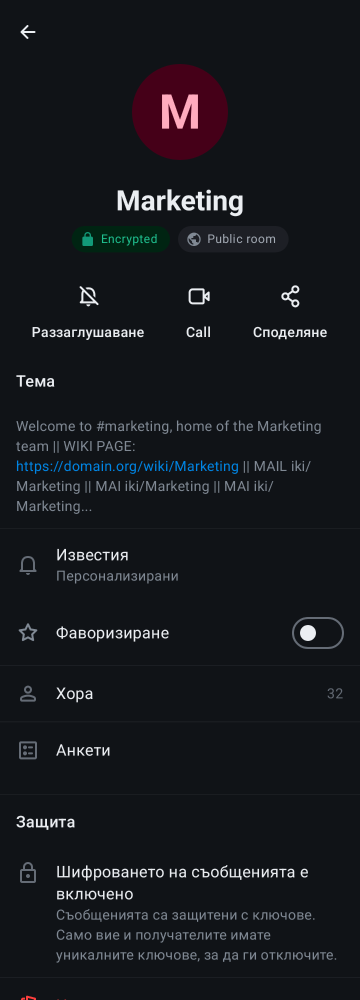 M
Marketing
Encrypted
Public room
Раззаглушаване
Call
Споделяне
Тема
Welcome to #marketing, home of the Marketing
team || WIKI PAGE:
https://domain.org/wiki/Marketing || MAIL iki/
Marketing || MAI iki/Marketing || MAI iki/
Marketing...
Известия
Персонализирани
Фаворизиране
Хора
32
Анкети
Защита
Шифроването на съобщенията е
включено
Съобщенията са защитени с ключове.
Само вие и получателите имате
уникалните ключове, за да ги отключите.